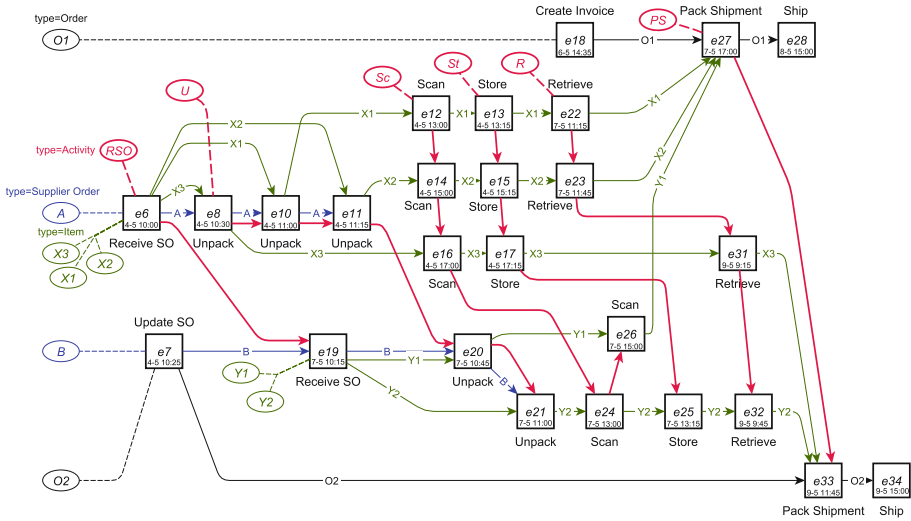 type=Order
Create Invoice
Pack Shipment
Ship
O1
e18
6-5 14:35
O1
PS
e27
7-5 17:00
O1
e28
8-5 15:00
Sc
Scan
St
Store
R
Retrieve
U
X1
X1
e12
4-5 13:00
X1
e13
4-5 13:15
X1
e22
7-5 11:15
X2
type=Activity
RSO
X1
X2
Y1
X3
X2
e14
4-5 15:00
X2
e15
4-5 15:15
X2
e23
7-5 11:45
type=Supplier Order
Scan
Store
Retrieve
A
e6
4-5 10:00
A
e8
4-5 10:30
A
e10
4-5 11:00
A
e11
4-5 11:15
type=Item
Receive SO
Unpack
Unpack
Unpack
X3
X2
X1
X3
e16
4-5 17:00
X3
e17
4-5 17:15
X3
e31
9-5 9:15
X3
Scan
Store
Retrieve
Scan
Update SO
Y1
e26
7-5 15:00
B
e7
4-5 10:25
B
e19
7-5 10:15
B
Y1
e20
7-5 10:45
Y1
Receive SO
Unpack
B
Y2
Y2
e21
7-5 11:00
Y2
e24
7-5 13:00
Y2
e25
7-5 13:15
Y2
e32
9-5 9:45
Y2
Unpack
Scan
Store
Retrieve
O2
O2
e33
9-5 11:45
O2
e34
9-5 15:00
Pack Shipment
Ship